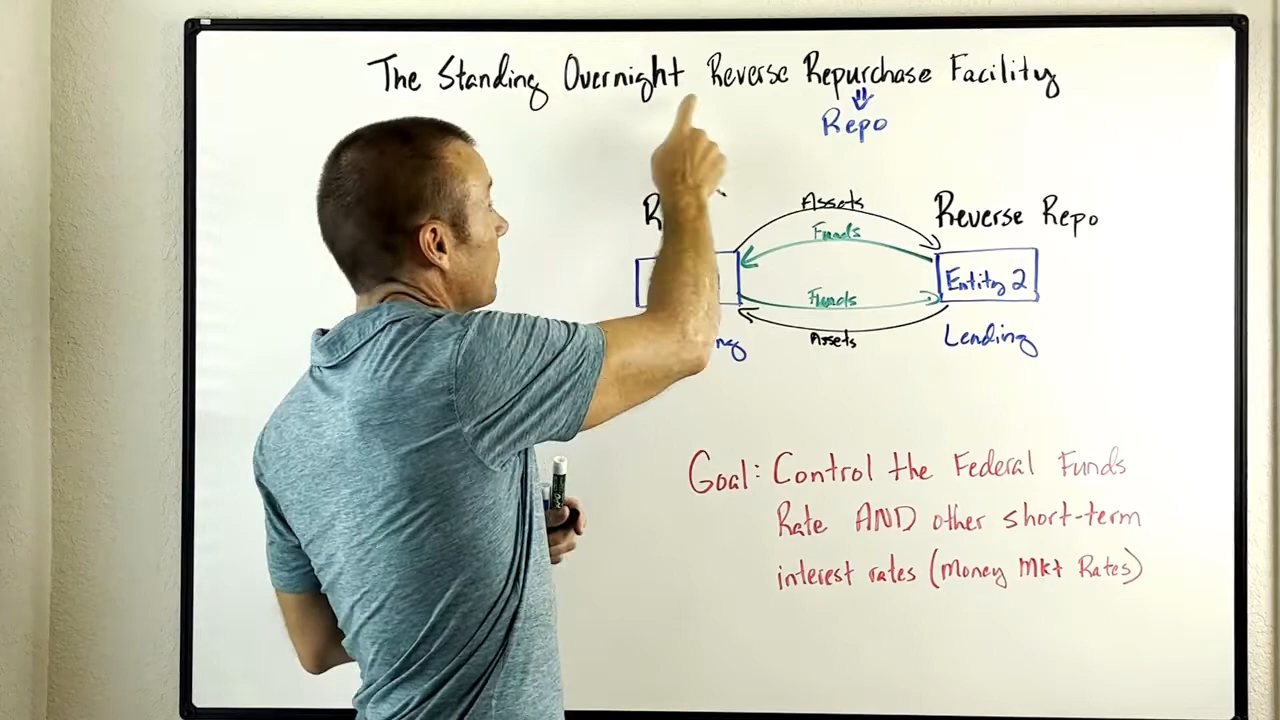 The Standing Overnight Reverse Repurchase Facility
Repo
Assets
Reverse Repo
Funds
Entity 2
Funds
Assets
Lending
Goal: Control the Federal Funds
Rate AND other short-term
interest rates (Money Mkt Rates)